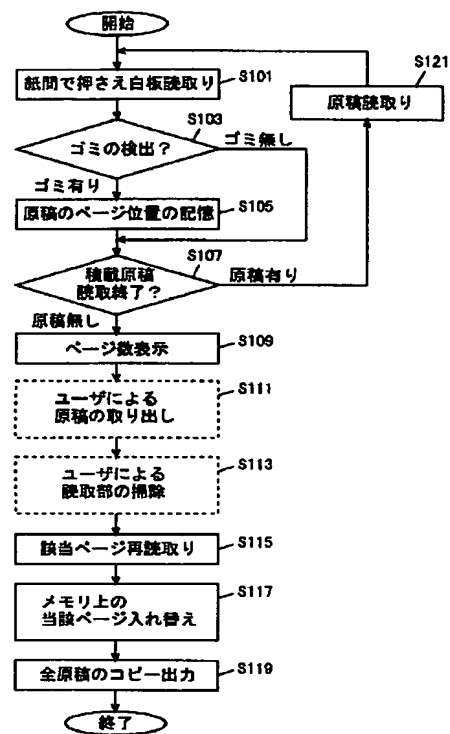 開始
紙間で押さえ白板読取り
S101
S121
原稿読取り
S103
ゴミの検出？
ゴミ無し
ゴミ有り
原稿のページ位置の記憶
S105
S107
積載原稿
読取終了？
原稿有り
原稿無し
ページ数表示
S109
ユーザによる
原稿の取り出し
S111
ユーザによる
読取部の掃除
S113
該当ページ再読取り
S115
メモリ上の
当該ページ入れ替え
S117
全原稿のコピー出力
S119
終了